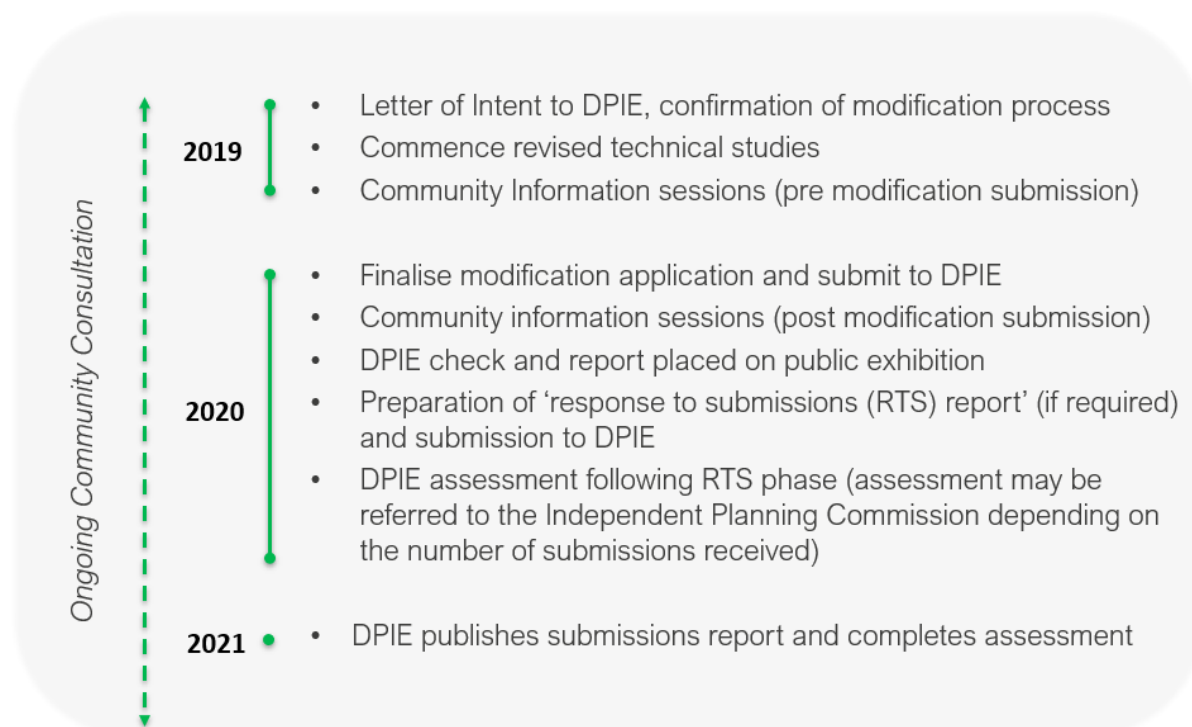 Ongoing Community Consultation
2019
• Letter of Intent to DPIE, confirmation of modification process
• Commence revised technical studies
• Community Information sessions (pre modification submission)
2020
• Finalise modification application and submit to DPIE
• Community information sessions (post modification submission)
• DPIE check and report placed on public exhibition
• Preparation of ‘response to submissions (RTS) report’ (if required)
and submission to DPIE
• DPIE assessment following RTS phase (assessment may be
referred to the Independent Planning Commission depending on
the number of submissions received)
2021
• DPIE publishes submissions report and completes assessment